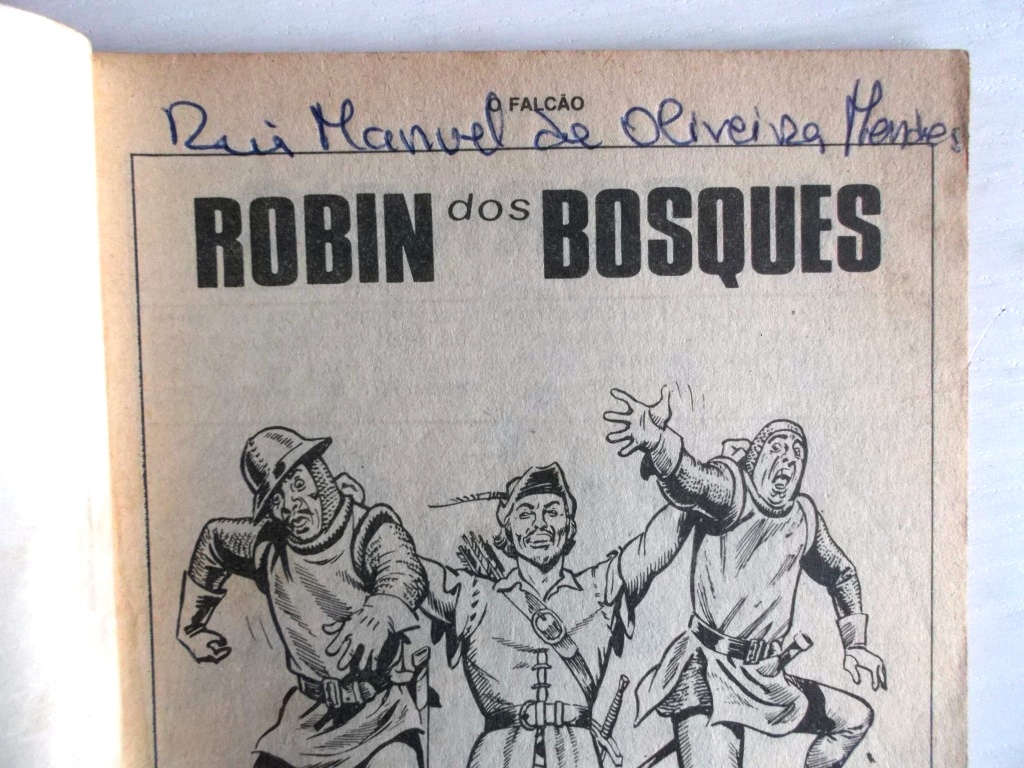 O FALCÃO
Rui Manuel de Oliveira Mendes
ROBIN dos BOSQUES